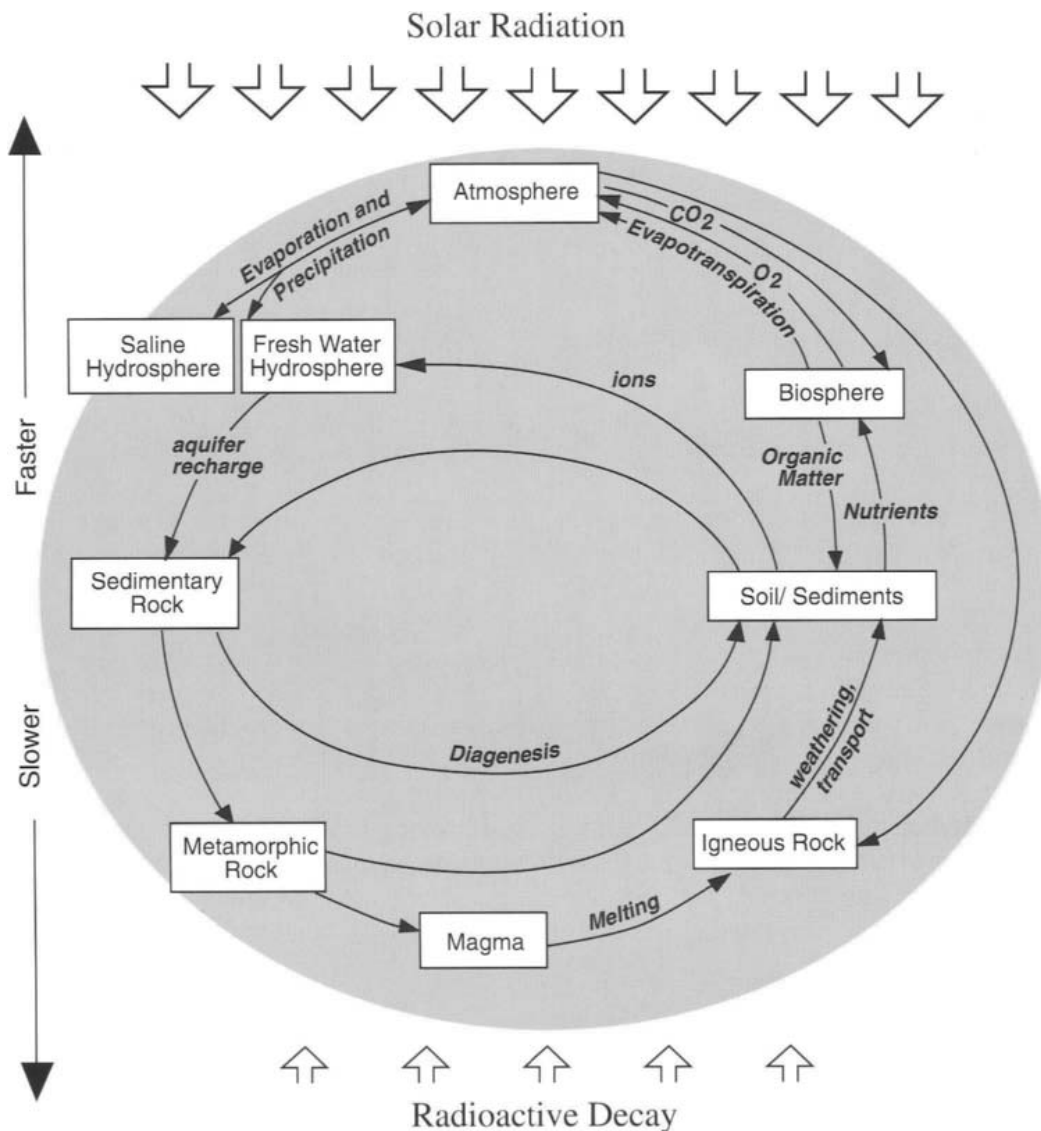 Solar Radiation
Atmosphere
CO2
O2
Evapotranspiration
Evaporation and
Precipitation
Saline
Hydrosphere
Fresh Water
Hydrosphere
ions
Biosphere
Faster
aquifer
recharge
Organic
Matter
Nutrients
Sedimentary
Rock
Soil/ Sediments
Slower
Diagenesis
weathering,
transport
Metamorphic
Rock
Igneous Rock
Melting
Magma
Radioactive Decay